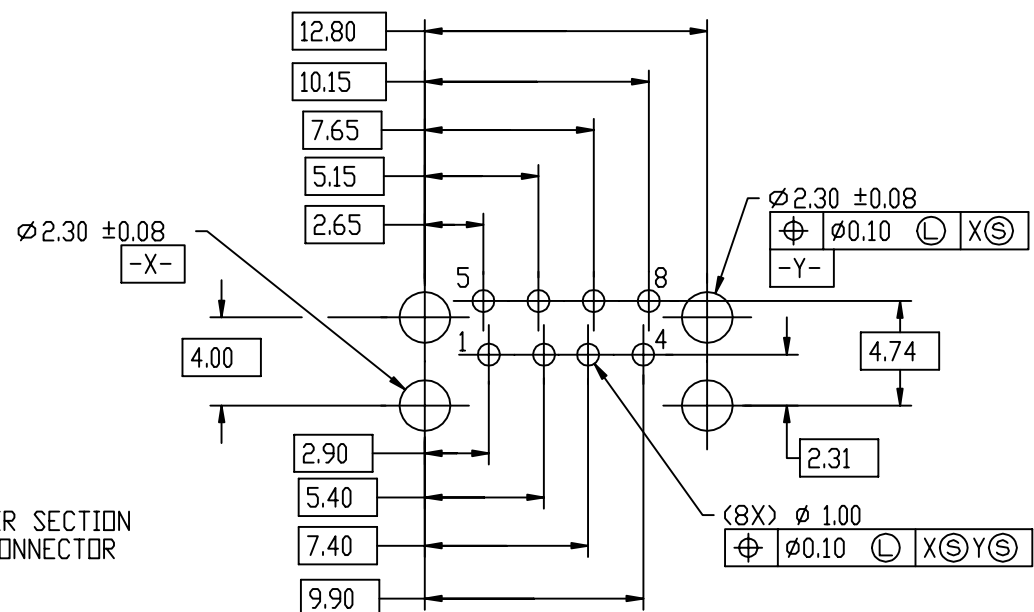 12.80
10.15
7.65
5.15
2.65
⌀2.30 ±0.08
-X-
⌀2.30 ±0.08
⌖ ⌀0.10 Ⓛ XⓈ
-Y-
5
8
1
4
4.00
4.74
2.31
2.90
5.40
7.40
9.90
(8X) ⌀ 1.00
⌖ ⌀0.10 Ⓛ XⓈYⓈ
ER SECTION
ONNECTOR